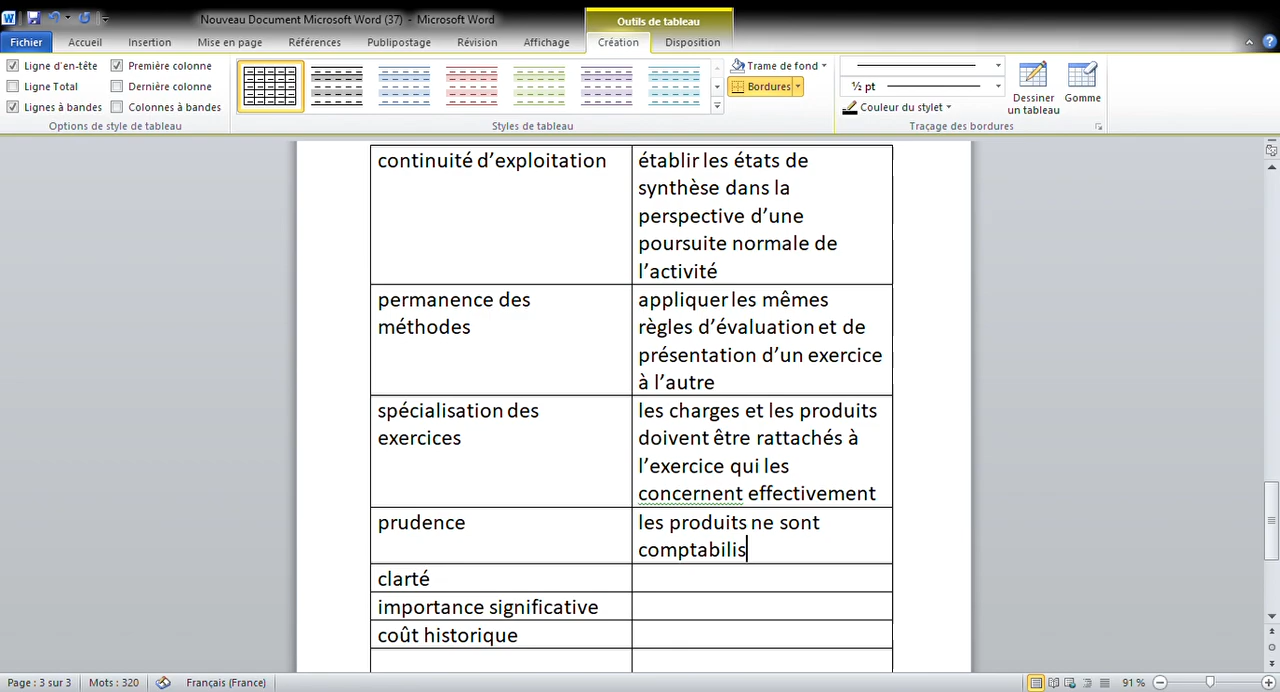 Nouveau Document Microsoft Word (37) - Microsoft Word
Outils de tableau
Fichier Accueil Insertion Mise en page Références Publipostage Révision Affichage Création Disposition
Ligne d'en-tête Première colonne
Ligne Total Dernière colonne
Lignes à bandes Colonnes à bandes
Options de style de tableau
Styles de tableau
Trame de fond
Bordures
½ pt
Couleur du stylet
Dessiner un tableau
Gomme
Traçage des bordures
continuité d'exploitation
établir les états de
synthèse dans la
perspective d'une
poursuite normale de
l'activité
permanence des
méthodes
appliquer les mêmes
règles d'évaluation et de
présentation d'un exercice
à l'autre
spécialisation des
exercices
les charges et les produits
doivent être rattachés à
l'exercice qui les
concernent effectivement
prudence
les produits ne sont
comptabilis
clarté
importance significative
coût historique
Page : 3 sur 3 Mots : 320 Français (France) 91 %